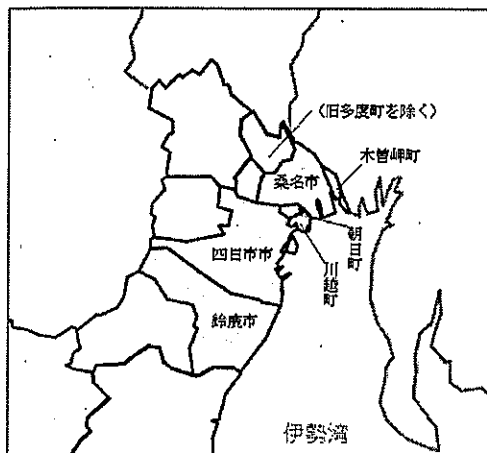 (旧多度町を除く)
木曽岬町
桑名市
朝日町
川越町
四日市市
鈴鹿市
伊勢湾